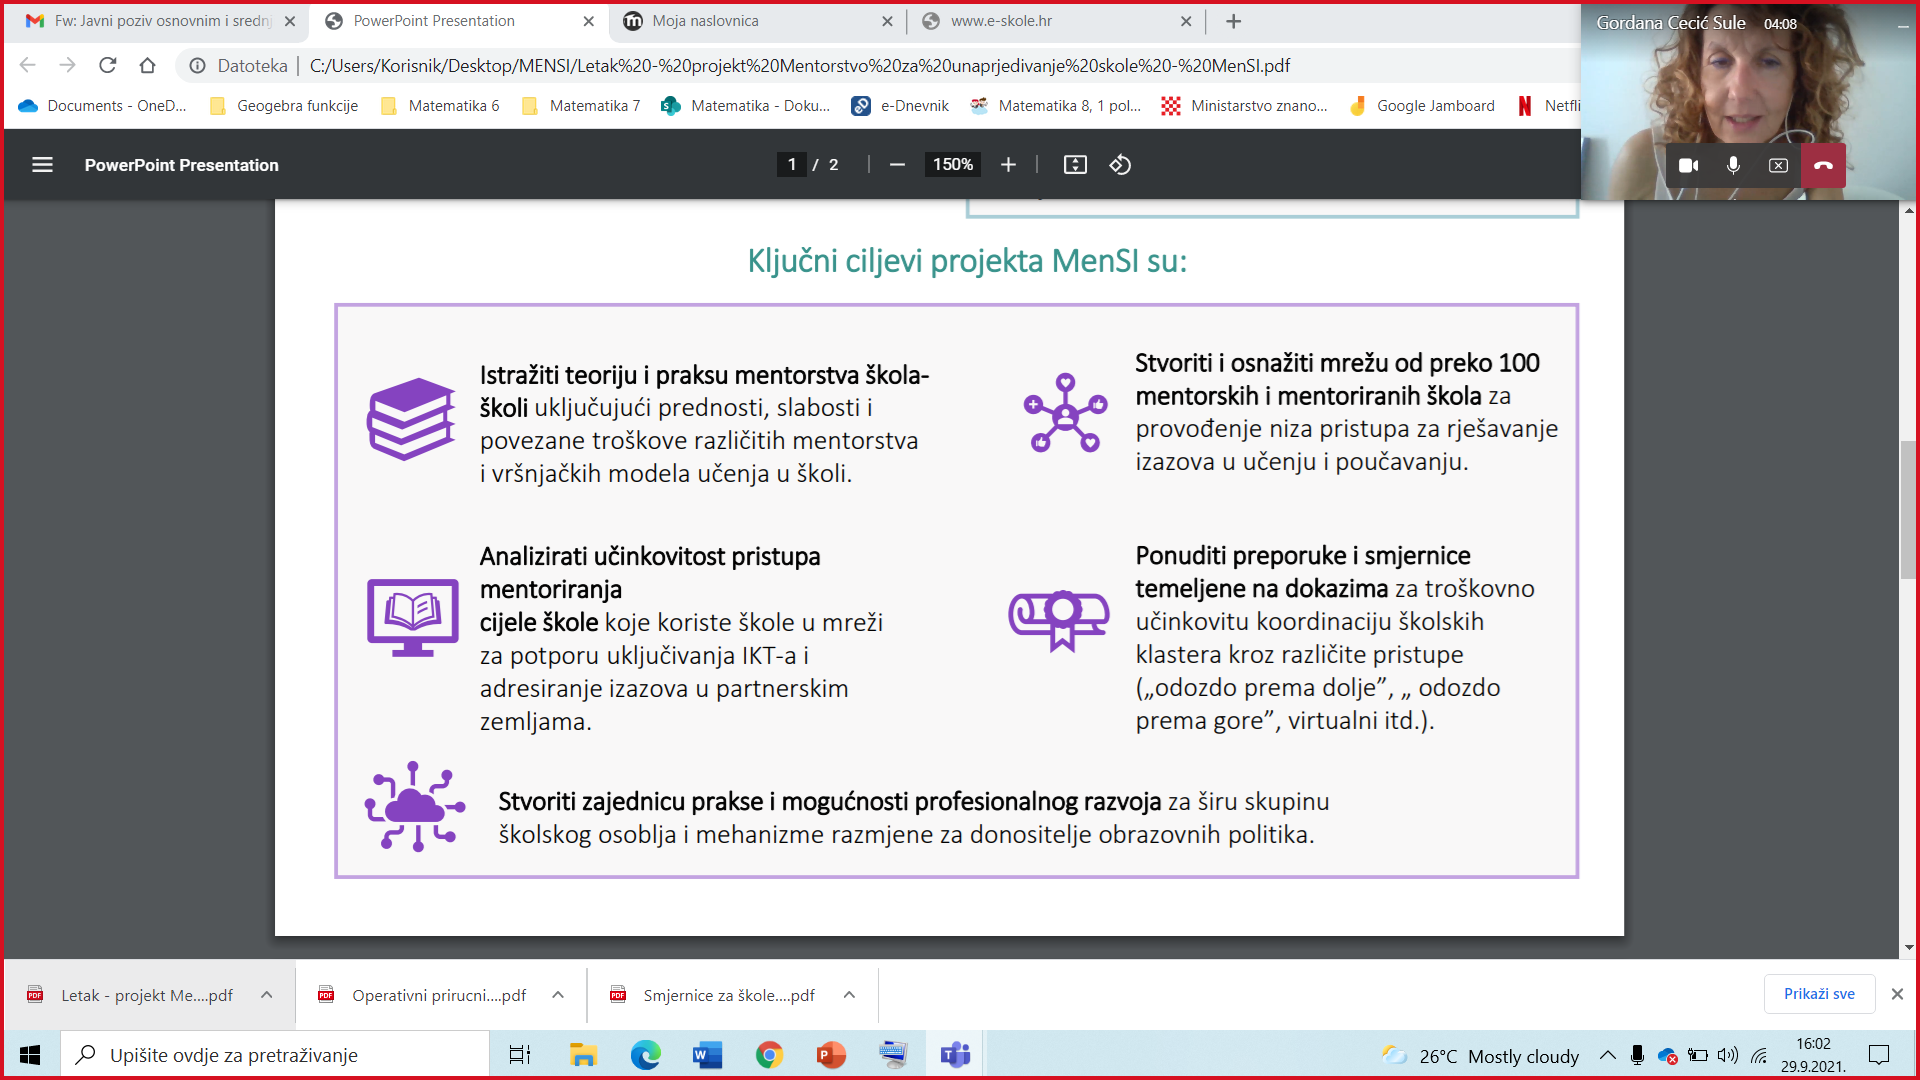 Fw: Javni poziv osnovnim i srednj
PowerPoint Presentation
Moja naslovnica
www.e-skole.hr
Gordana Cecić Sule 04:08
Datoteka
C:/Users/Korisnik/Desktop/MENSI/Letak%20-%20projekt%20Mentorstvo%20za%20unaprjedivanje%20skole%20-%20MenSI.pdf
Documents - OneD...
Geogebra funkcije
Matematika 6
Matematika 7
Matematika - Doku...
e-Dnevnik
Matematika 8, 1 pol...
Ministarstvo znano...
Google Jamboard
Netfli
PowerPoint Presentation
1 / 2
150%
Ključni ciljevi projekta MenSI su:
Istražiti teoriju i praksu mentorstva škola-
školi uključujući prednosti, slabosti i
povezane troškove različitih mentorstva
i vršnjačkih modela učenja u školi.
Stvoriti i osnažiti mrežu od preko 100
mentorskih i mentoriranih škola za
provođenje niza pristupa za rješavanje
izazova u učenju i poučavanju.
Analizirati učinkovitost pristupa
mentoriranja
cijele škole koje koriste škole u mreži
za potporu uključivanja IKT-a i
adresiranje izazova u partnerskim
zemljama.
Ponuditi preporuke i smjernice
temeljene na dokazima za troškovno
učinkovitu koordinaciju školskih
klastera kroz različite pristupe
(„odozdo prema dolje”, „ odozdo
prema gore”, virtualni itd.).
Stvoriti zajednicu prakse i mogućnosti profesionalnog razvoja za širu skupinu
školskog osoblja i mehanizme razmjene za donositelje obrazovnih politika.
Letak - projekt Me....pdf
Operativni prirucni....pdf
Smjernice za škole....pdf
Prikaži sve
Upišite ovdje za pretraživanje
26°C Mostly cloudy
16:02
29.9.2021.